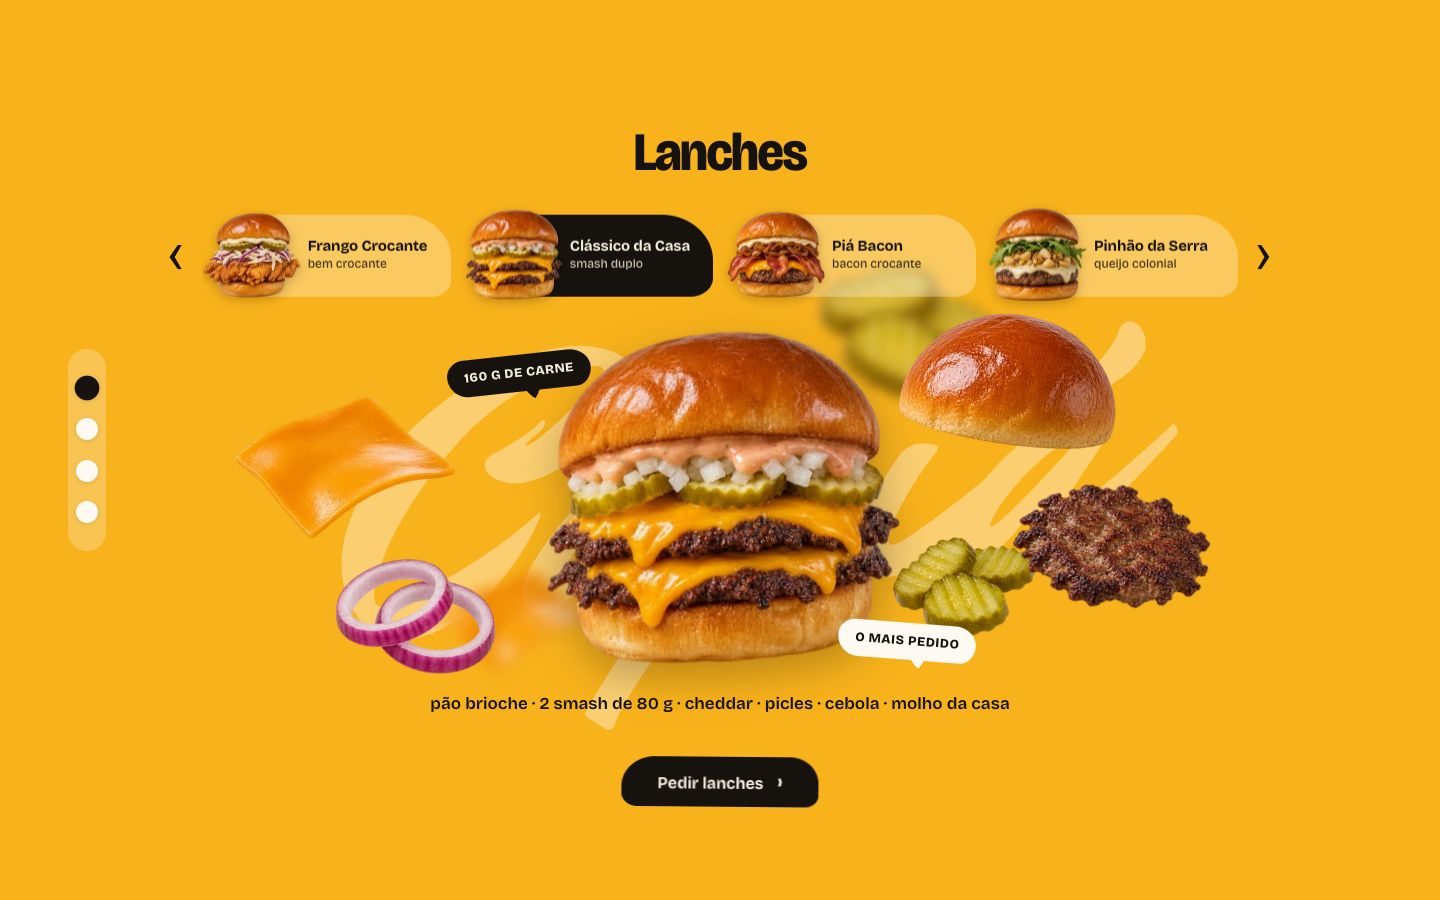 Lanches
Frango Crocante
bem crocante
Clássico da Casa
smash duplo
Piá Bacon
bacon crocante
Pinhão da Serra
queijo colonial
160 G DE CARNE
O MAIS PEDIDO
pão brioche · 2 smash de 80 g · cheddar · picles · cebola · molho da casa
Pedir lanches